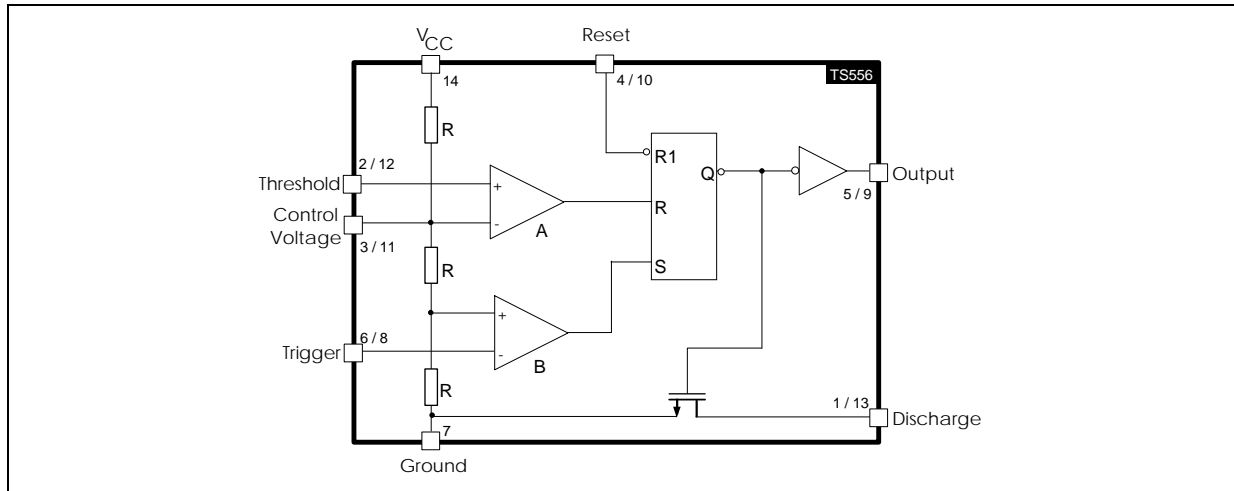 VCC
Reset
14
4 / 10
TS556
R
2 / 12
Threshold
+
-
A
Control
Voltage
3 / 11
R1
R
S
Q
5 / 9
Output
R
6 / 8
Trigger
+
-
B
R
1 / 13
Discharge
7
Ground